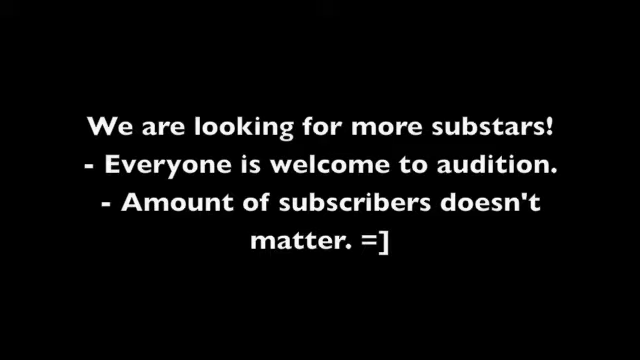 We are looking for more substars!
- Everyone is welcome to audition.
- Amount of subscribers doesn't
matter. =]